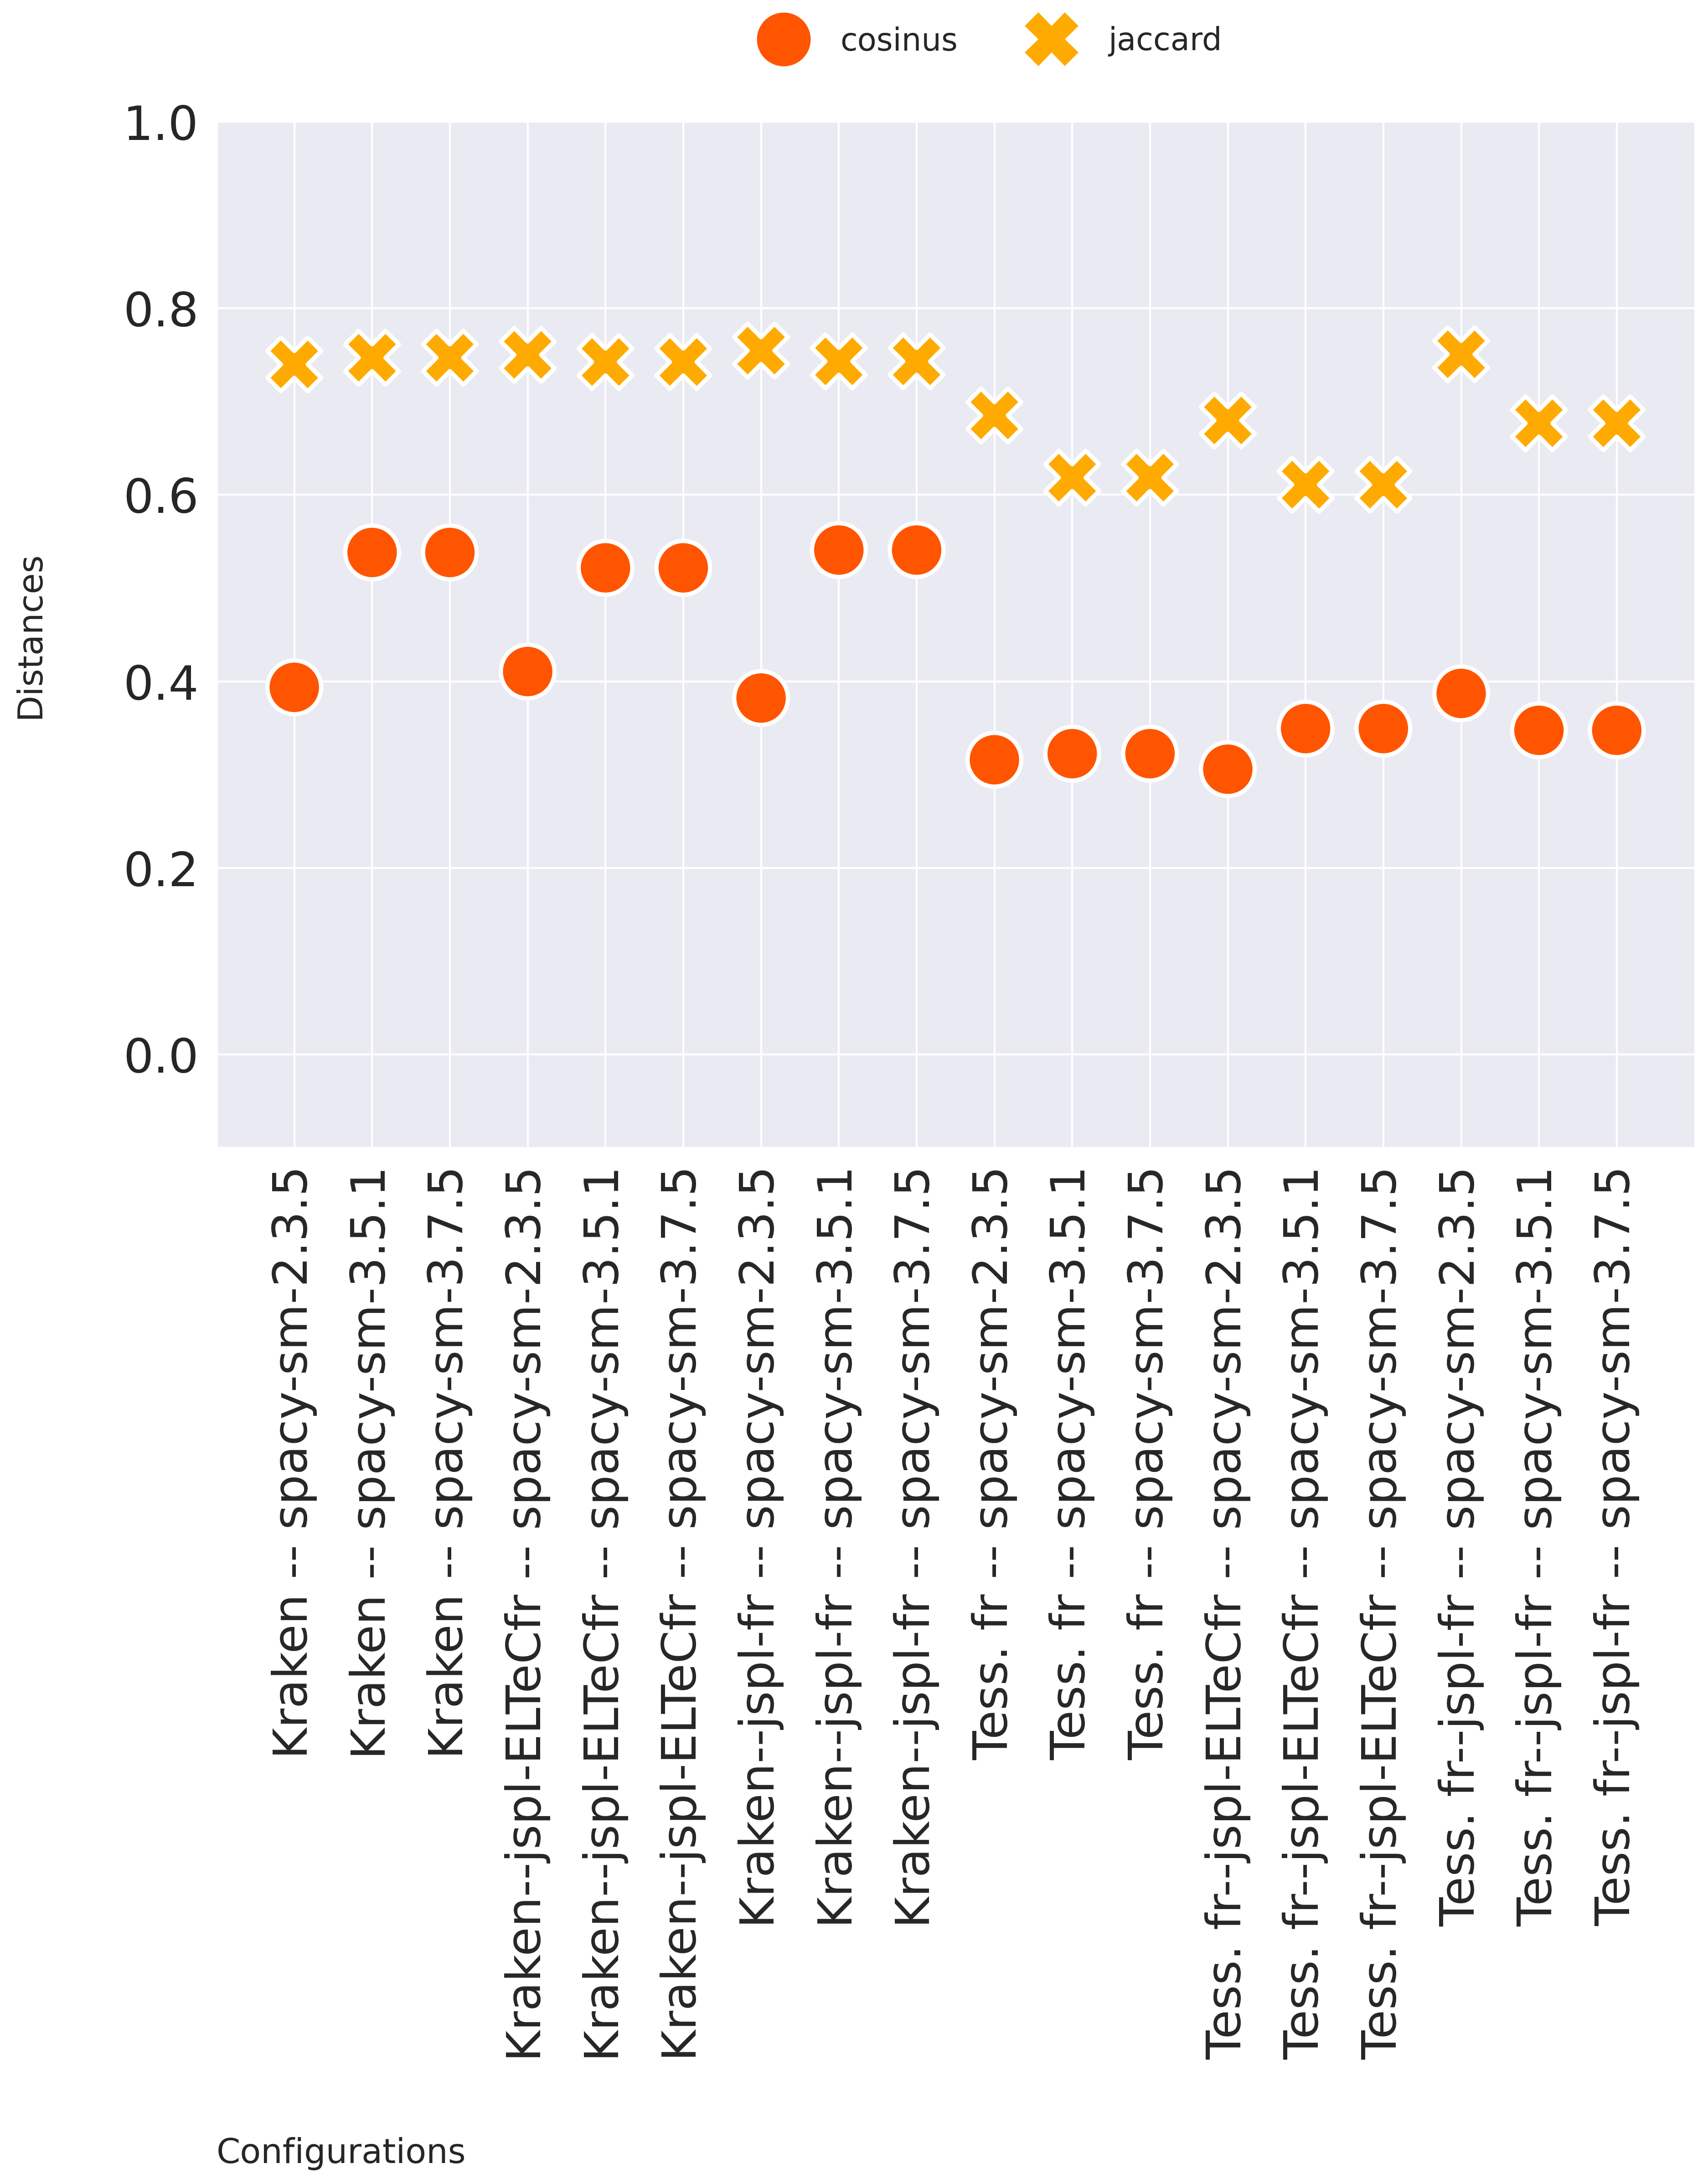 cosinus jaccard
1.0
0.8
0.6
0.4
0.2
0.0
Distances
Kraken -- spacy-sm-2.3.5
Kraken -- spacy-sm-3.5.1
Kraken -- spacy-sm-3.7.5
Kraken--jspl-ELTeCfr -- spacy-sm-2.3.5
Kraken--jspl-ELTeCfr -- spacy-sm-3.5.1
Kraken--jspl-ELTeCfr -- spacy-sm-3.7.5
Kraken--jspl-fr -- spacy-sm-2.3.5
Kraken--jspl-fr -- spacy-sm-3.5.1
Kraken--jspl-fr -- spacy-sm-3.7.5
Tess. fr -- spacy-sm-2.3.5
Tess. fr -- spacy-sm-3.5.1
Tess. fr -- spacy-sm-3.7.5
Tess. fr--jspl-ELTeCfr -- spacy-sm-2.3.5
Tess. fr--jspl-ELTeCfr -- spacy-sm-3.5.1
Tess. fr--jspl-ELTeCfr -- spacy-sm-3.7.5
Tess. fr--jspl-fr -- spacy-sm-2.3.5
Tess. fr--jspl-fr -- spacy-sm-3.5.1
Tess. fr--jspl-fr -- spacy-sm-3.7.5
Configurations